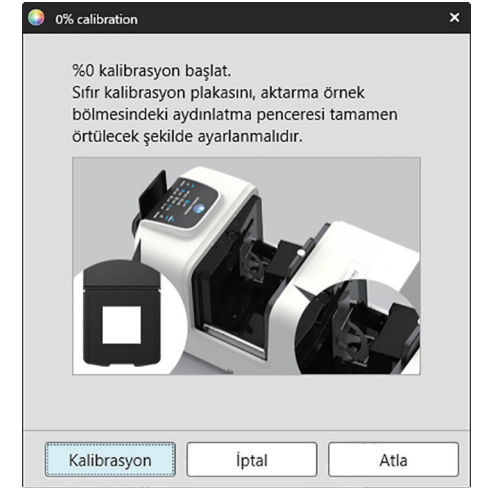 0% calibration
%0 kalibrasyon başlat.
Sıfır kalibrasyon plakasını, aktarma örnek
bölmesindeki aydınlatma penceresi tamamen
örtülecek şekilde ayarlanmalıdır.
Kalibrasyon
İptal
Atla